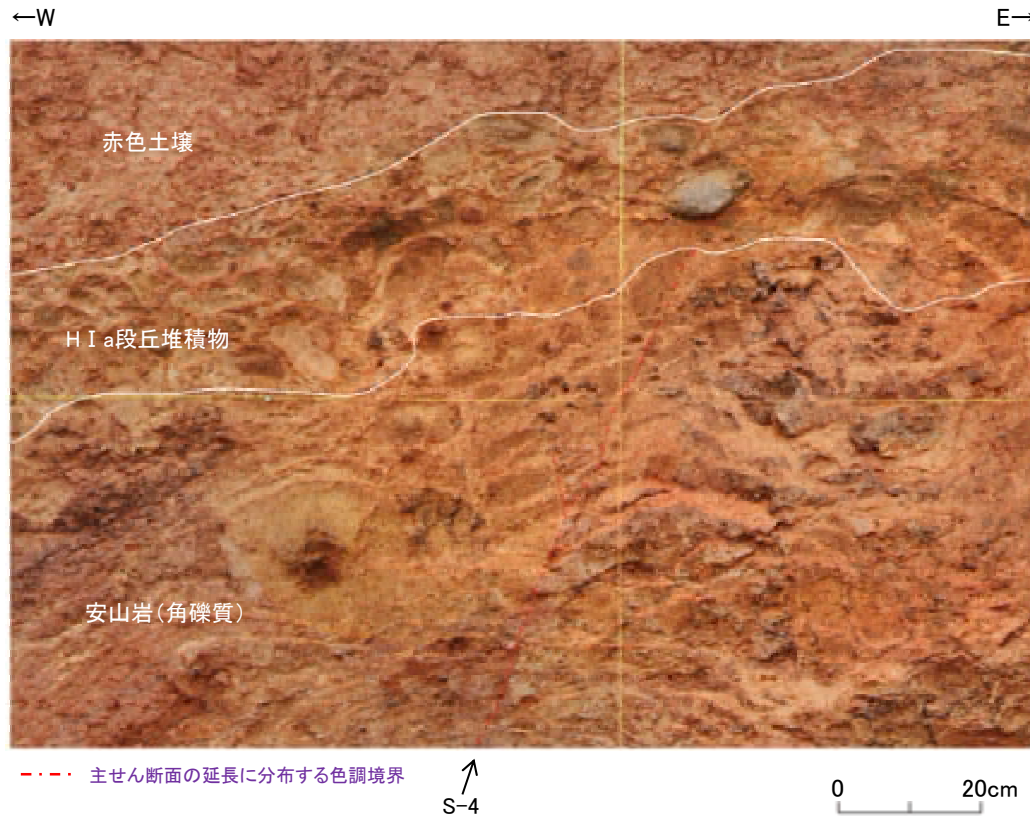 ←W
E→
赤色土壌
HⅠa段丘堆積物
安山岩(角礫質)
主せん断面の延長に分布する色調境界
S-4
0 20cm